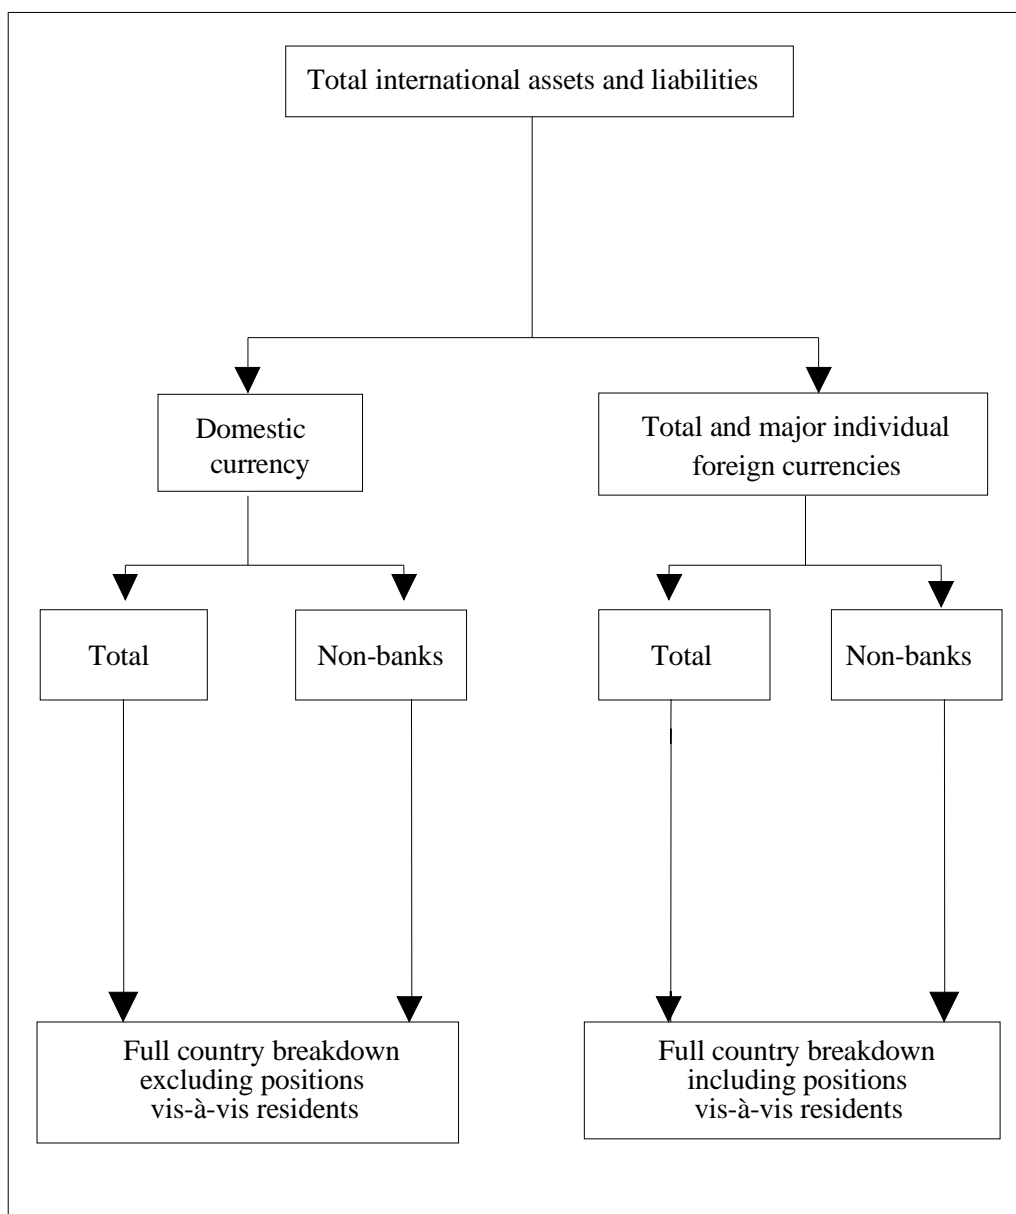 Total international assets and liabilities
Domestic
currency
Total and major individual
foreign currencies
Total
Non-banks
Total
Non-banks
Full country breakdown
excluding positions
vis-à-vis residents
Full country breakdown
including positions
vis-à-vis residents